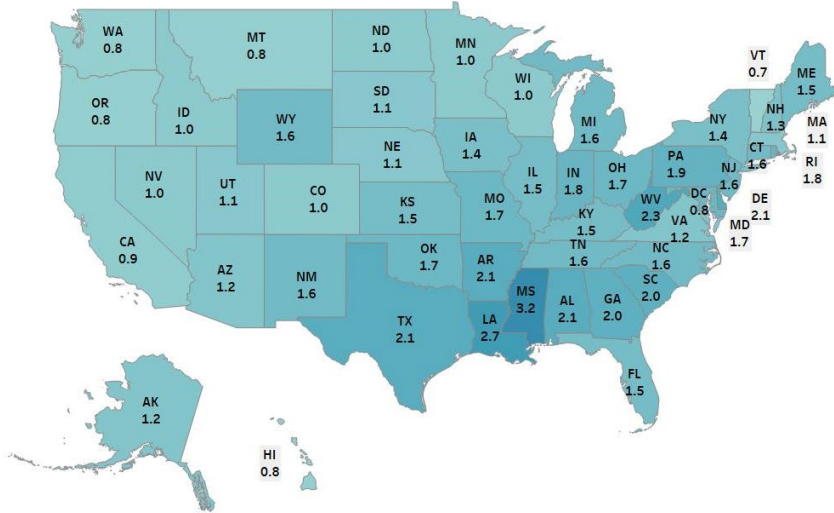 WA
0.8
MT
0.8
ND
1.0
MN
1.0
VT
0.7
ME
1.5
OR
0.8
ID
1.0
WY
1.6
SD
1.1
WI
1.0
MI
1.6
NY
1.4
NH
1.3
MA
1.1
NV
1.0
UT
1.1
CO
1.0
NE
1.1
IA
1.4
IL
1.5
IN
1.8
OH
1.7
PA
1.9
NJ
1.6
CT
1.6
RI
1.8
CA
0.9
KS
1.5
MO
1.7
KY
1.5
WV
2.3
VA
1.2
DC
0.8
MD
1.7
DE
2.1
AZ
1.2
NM
1.6
OK
1.7
AR
2.1
TN
1.6
NC
1.6
SC
2.0
TX
2.1
LA
2.7
MS
3.2
AL
2.1
GA
2.0
FL
1.5
AK
1.2
HI
0.8